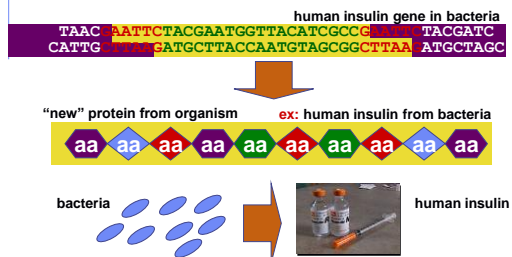 human insulin gene in bacteria
TAACGAATTCTACGAATGGTTACATCGCCGAATTCTACGATC
CATTGCTTAAGATGCTTACCAATGTAGCGGCTTAAGATGCTAGC
“new” protein from organism ex: human insulin from bacteria
aa aa aa aa aa aa aa aa aa aa
bacteria human insulin